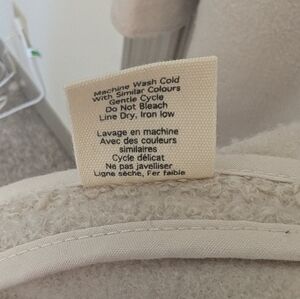 Machine Wash Cold
With Similar Colours
Gentle Cycle
Do Not Bleach
Line Dry, Iron low
Lavage en machine
Avec des couleurs
similaires
Cycle délicat
Ne pas javelliser
Ligne sèche, Fer faible